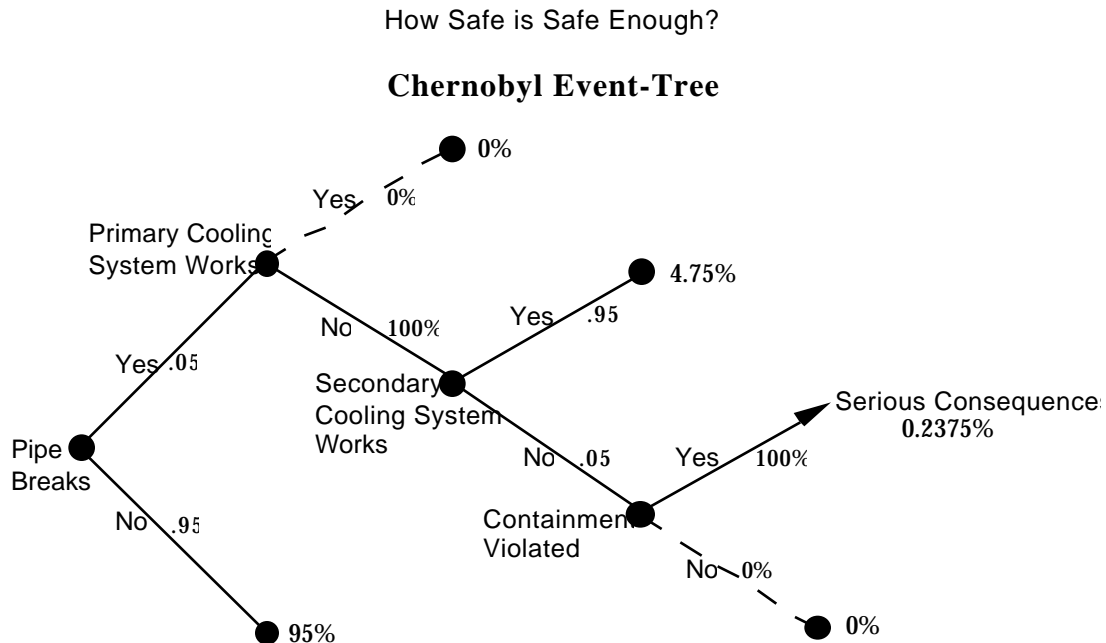 How Safe is Safe Enough?
Chernobyl Event-Tree
0%
Yes 0%
Primary Cooling
System Works
4.75%
Yes .95
No 100%
Yes .05
Secondary
Cooling System
Works
Serious Consequences
0.2375%
Pipe
Breaks
No .05
Yes 100%
No .95
Containment
Violated
No 0%
0%
95%